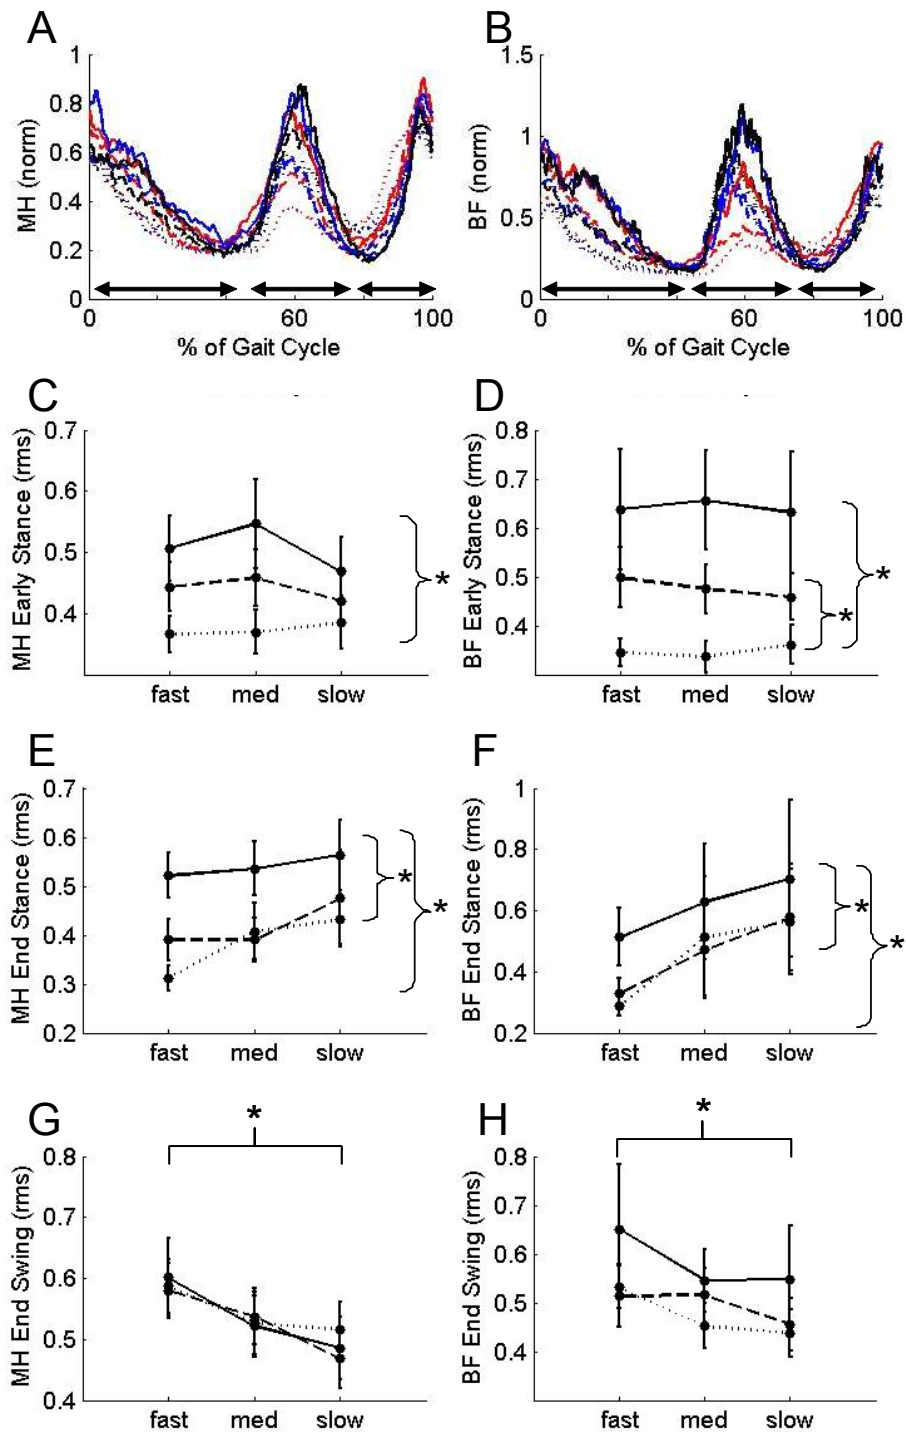 A
MH (norm)
1
0.8
0.6
0.4
0.2
0
0 60 100
% of Gait Cycle
B
BF (norm)
1.5
1
0.5
0
0 60 100
% of Gait Cycle
C
MH Early Stance (rms)
0.7
0.6
0.5
0.4
*
fast med slow
D
BF Early Stance (rms)
0.8
0.7
0.6
0.5
0.4
*
*
fast med slow
E
MH End Stance (rms)
0.7
0.6
0.5
0.4
0.3
0.2
*
*
fast med slow
F
BF End Stance (rms)
1
0.8
0.6
0.4
0.2
*
*
fast med slow
G
MH End Swing (rms)
*
0.8
0.7
0.6
0.5
0.4
fast med slow
H
BF End Swing (rms)
*
0.8
0.7
0.6
0.5
0.4
fast med slow